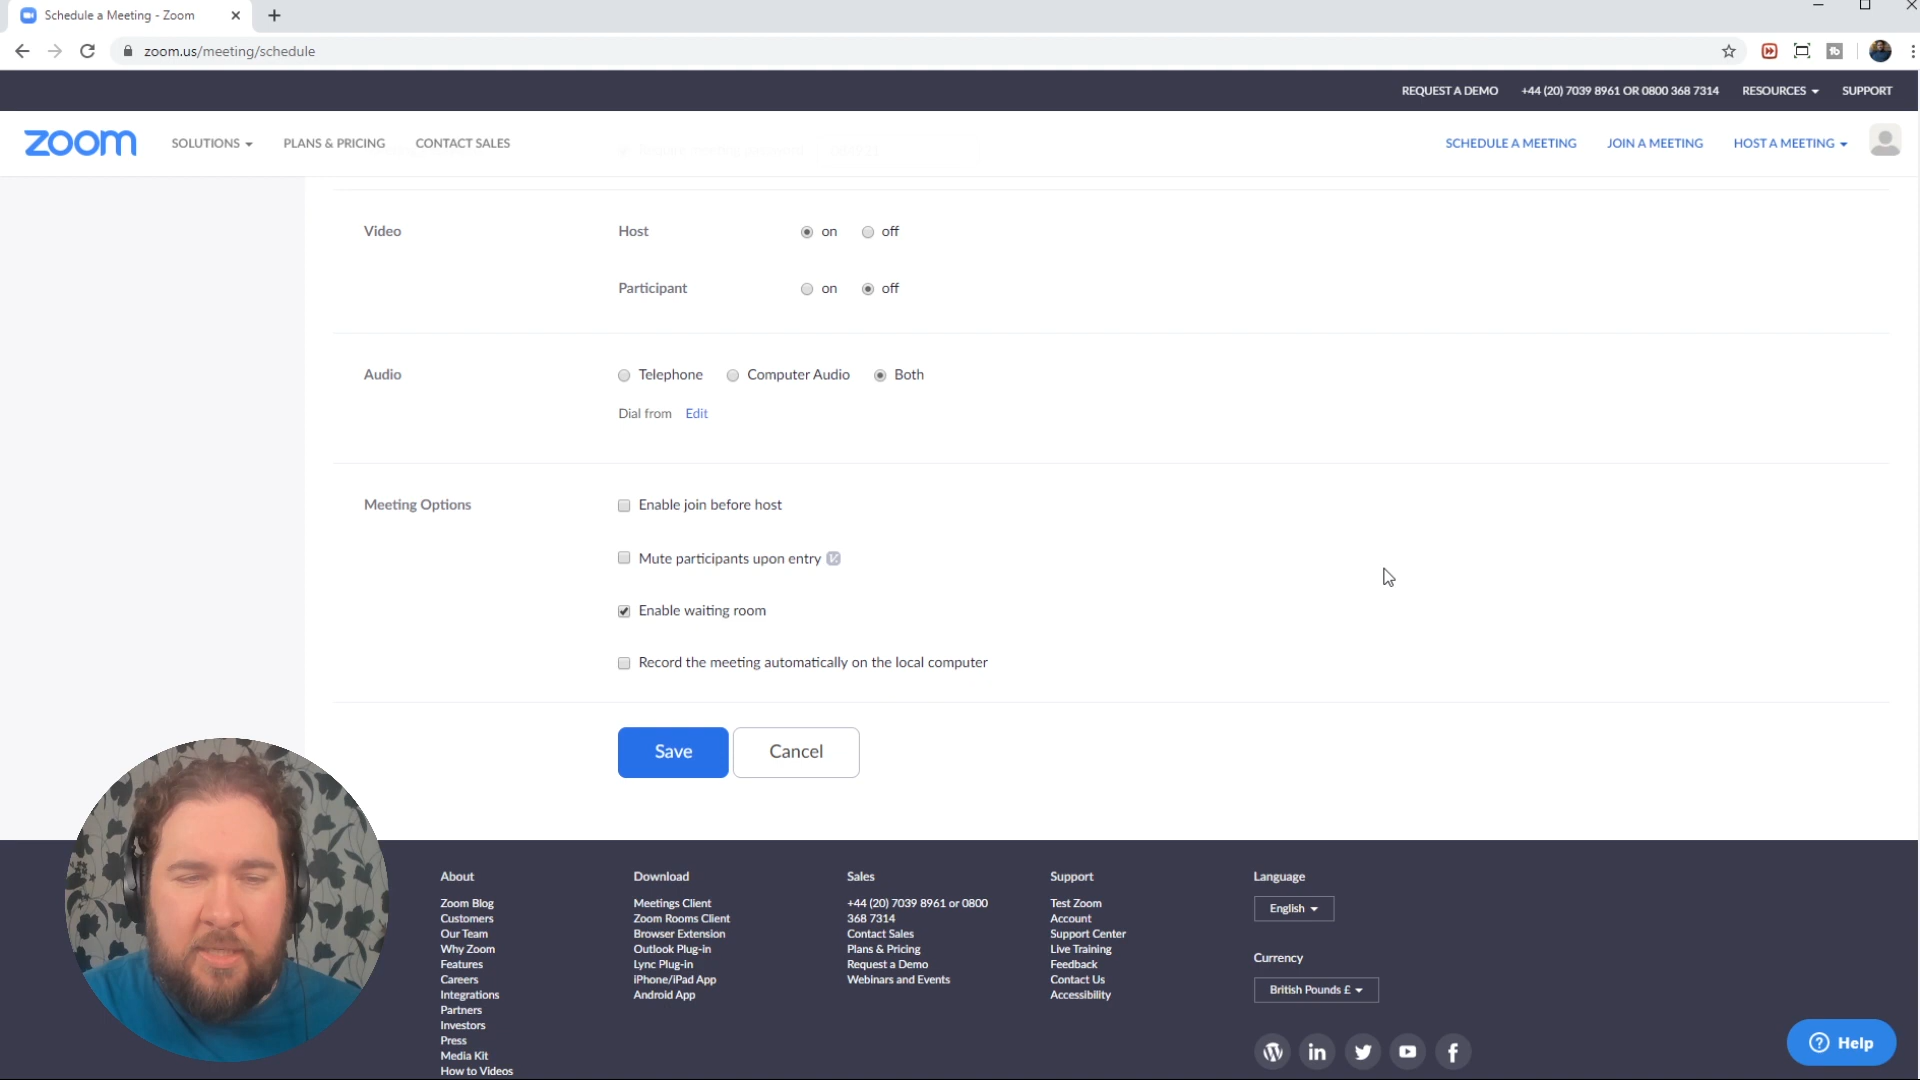 Schedule a Meeting - Zoom
zoom.us/meeting/schedule
REQUEST A DEMO +44 (20) 7039 8961 OR 0800 368 7314 RESOURCES SUPPORT
zoom SOLUTIONS PLANS & PRICING CONTACT SALES SCHEDULE A MEETING JOIN A MEETING HOST A MEETING
Video Host on off
Participant on off
Audio Telephone Computer Audio Both
Dial from Edit
Meeting Options Enable join before host
Mute participants upon entry
Enable waiting room
Record the meeting automatically on the local computer
Save Cancel
About
Zoom Blog
Customers
Our Team
Why Zoom
Features
Careers
Integrations
Partners
Investors
Press
Media Kit
How to Videos
Download
Meetings Client
Zoom Rooms Client
Browser Extension
Outlook Plug-in
Lync Plug-in
iPhone/iPad App
Android App
Sales
+44 (20) 7039 8961 or 0800
368 7314
Contact Sales
Plans & Pricing
Request a Demo
Webinars and Events
Support
Test Zoom
Account
Support Center
Live Training
Feedback
Contact Us
Accessibility
Language
English
Currency
British Pounds £
Help